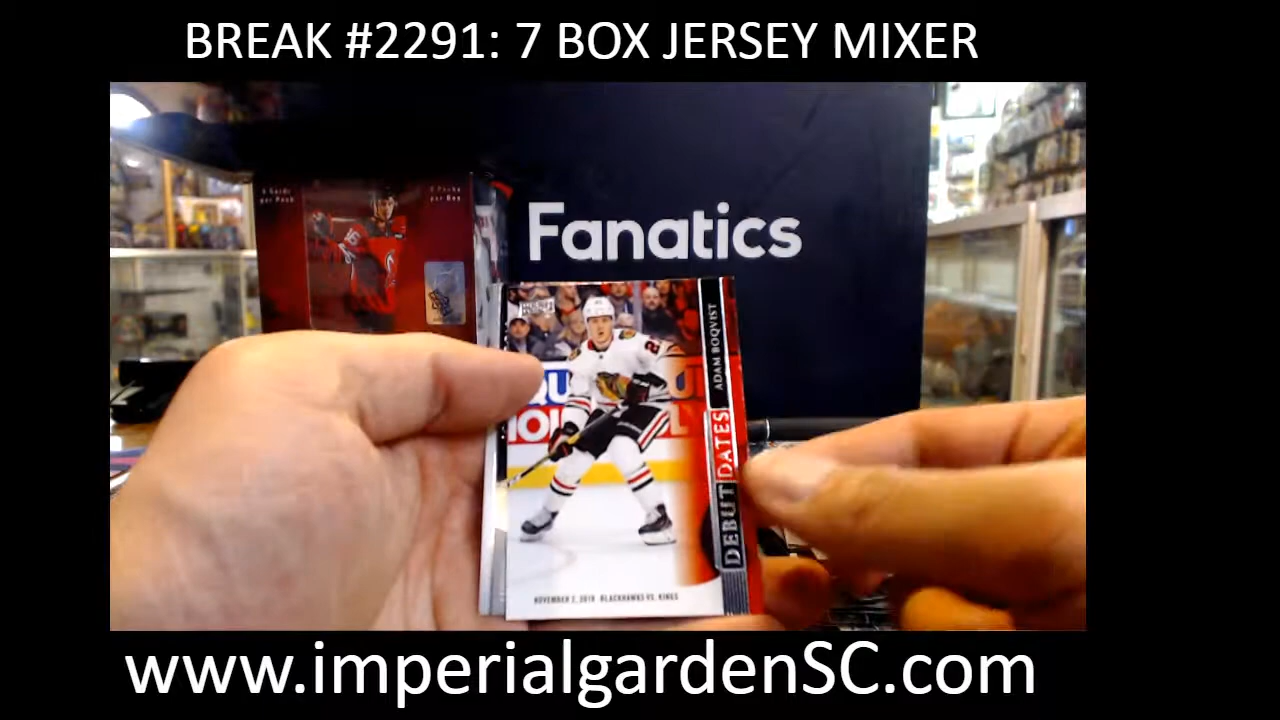 BREAK #2291: 7 BOX JERSEY MIXER
Fanatics
ADAM BOQVIST
DEBUT DATES
NOVEMBER 2, 2019 - BLACKHAWKS VS. KINGS
www.imperialgardenSC.com